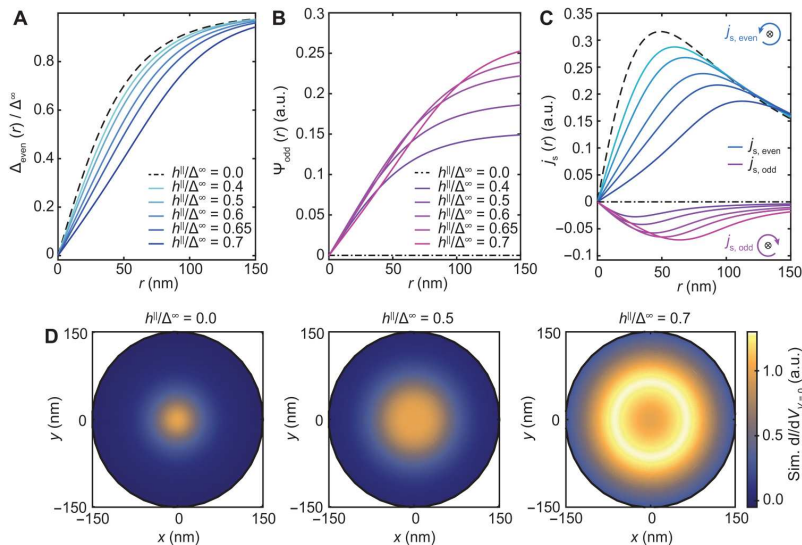 A
Δeven (r) / Δ∞
0.8
0.6
0.4
0.2
0
h||/Δ∞ = 0.0
h||/Δ∞ = 0.4
h||/Δ∞ = 0.5
h||/Δ∞ = 0.6
h||/Δ∞ = 0.65
h||/Δ∞ = 0.7
0 50 100 150
r (nm)
B
Ψodd (r) (a.u.)
0.3
0.25
0.2
0.15
0.1
0.05
0
h||/Δ∞ = 0.0
h||/Δ∞ = 0.4
h||/Δ∞ = 0.5
h||/Δ∞ = 0.6
h||/Δ∞ = 0.65
h||/Δ∞ = 0.7
0 50 100 150
r (nm)
C
js (r) (a.u.)
0.35
0.3
0.25
0.2
0.15
0.10
0.05
0
−0.05
−0.1
js, even
js, even
js, odd
js, odd
0 50 100 150
r (nm)
D
h||/Δ∞ = 0.0
150
0
−150
y (nm)
−150 0 150
x (nm)
h||/Δ∞ = 0.5
150
0
−150
y (nm)
−150 0 150
x (nm)
h||/Δ∞ = 0.7
150
0
−150
y (nm)
−150 0 150
x (nm)
1.0
0.5
0.0
Sim. dI/dVV=0 (a.u.)